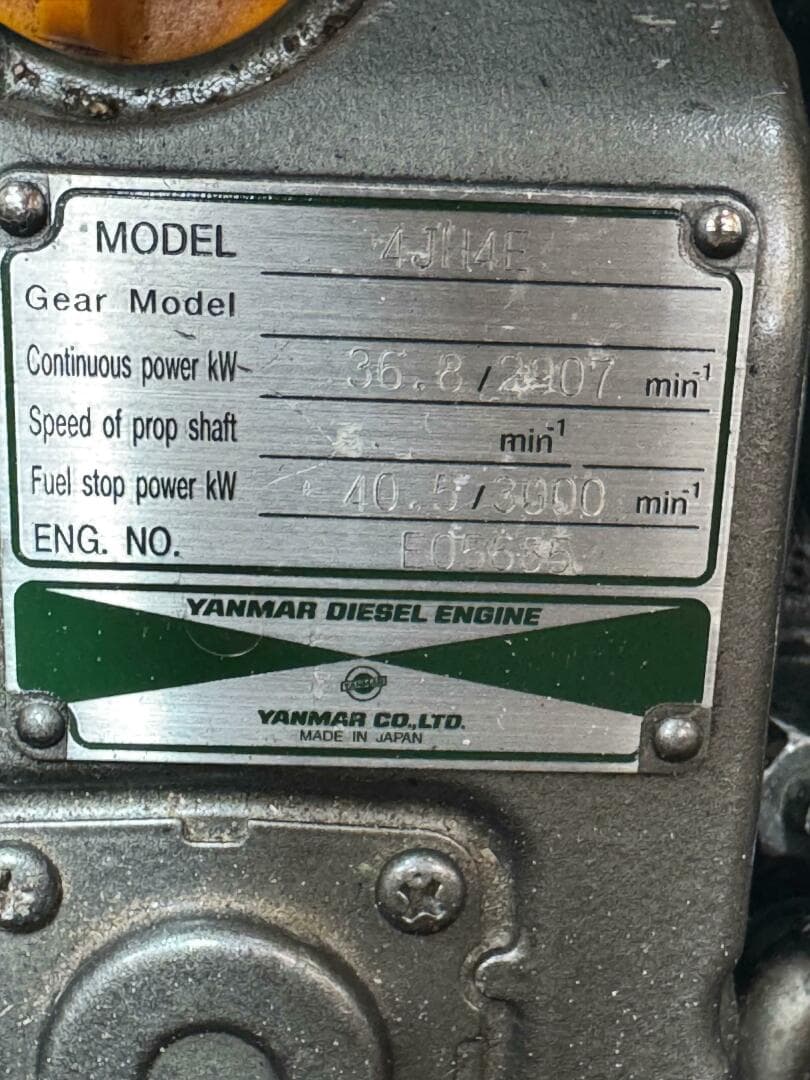 MODEL 4JH4E
Gear Model
Continuous power kW 36.8/2907 min-1
Speed of prop shaft min-1
Fuel stop power kW 40.5/3000 min-1
ENG. NO.
YANMAR DIESEL ENGINE
YANMAR
YANMAR CO.,LTD.
MADE IN JAPAN